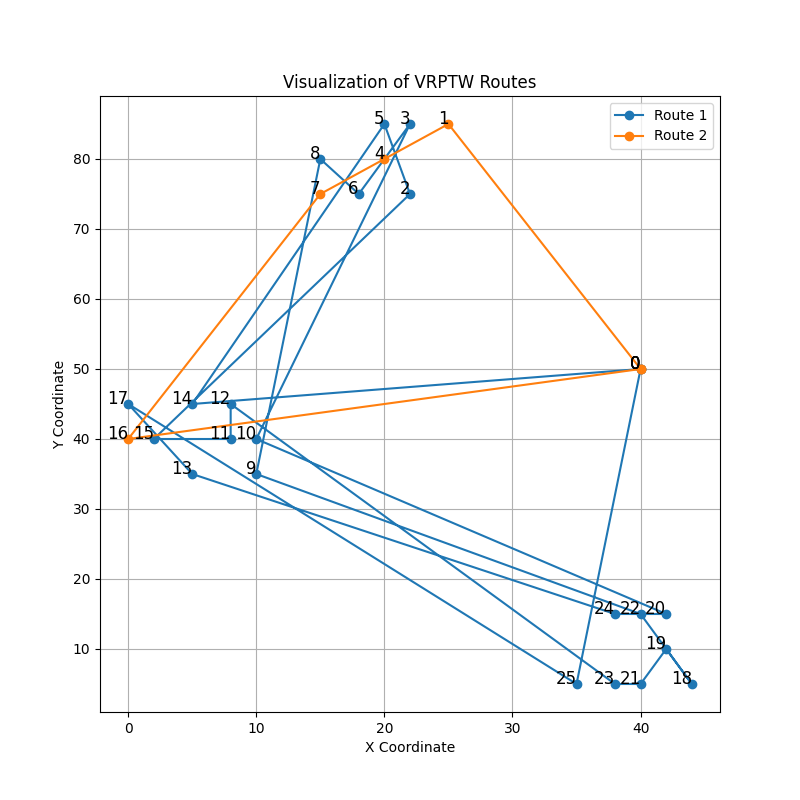 Visualization of VRPTW Routes
Route 1
Route 2
5 3 1
8 4
7 6 2
0
17 14 12
16 15 11 10
13 9
24 22 20
19
25 23 21 18
80
70
60
50
40
30
20
10
0 10 20 30 40
Y Coordinate
X Coordinate